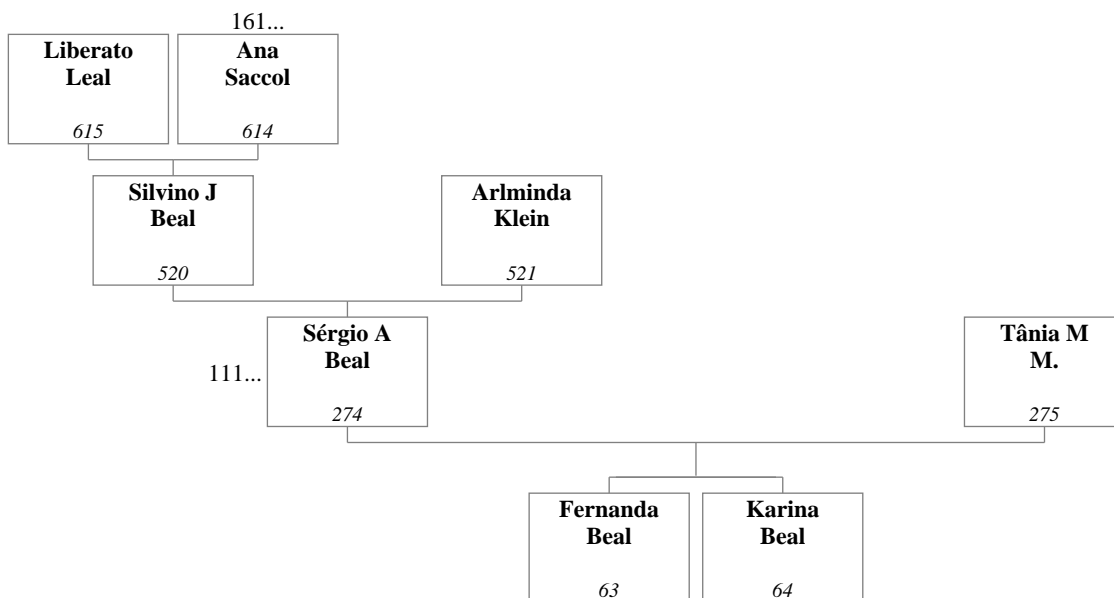 161...
Liberato
Leal
615
Ana
Saccol
614
Silvino J
Beal
520
Arlminda
Klein
521
111...
Sérgio A
Beal
274
Tânia M
M.
275
Fernanda
Beal
63
Karina
Beal
64